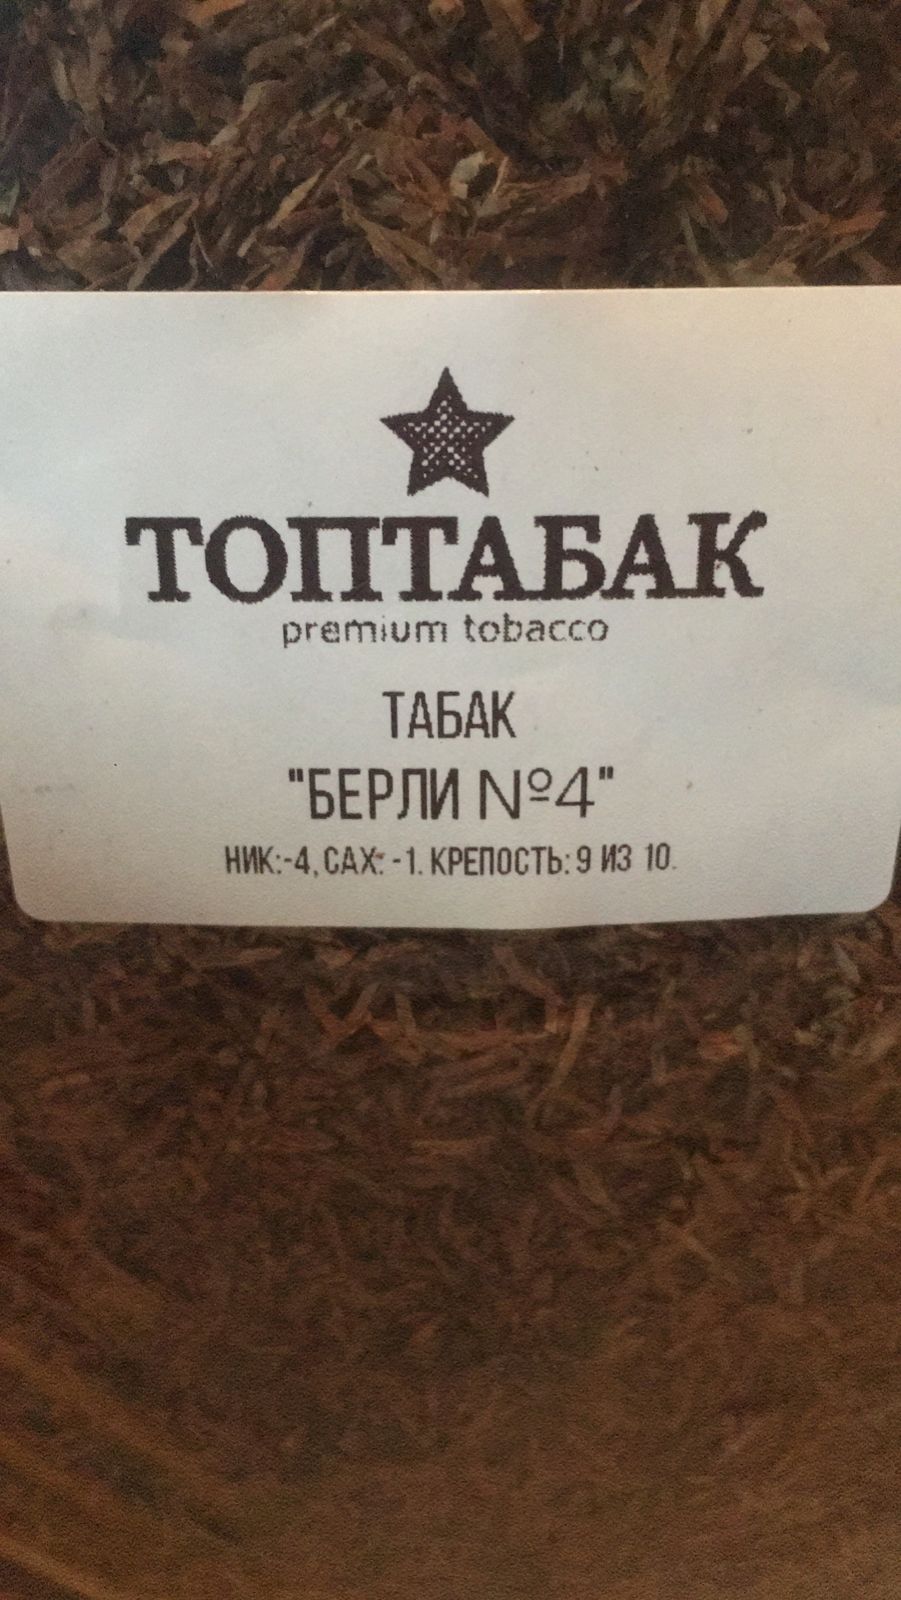 ТОПТАБАК
premium tobacco
ТАБАК
"БЕРЛИ №4"
НИК:-4, САХ: -1. КРЕПОСТЬ: 9 ИЗ 10.